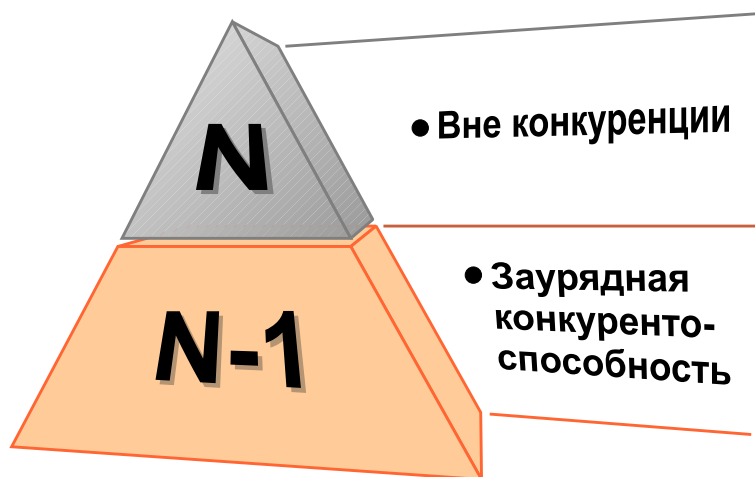 N
• Вне конкуренции
N-1
• Заурядная
конкуренто-
способность